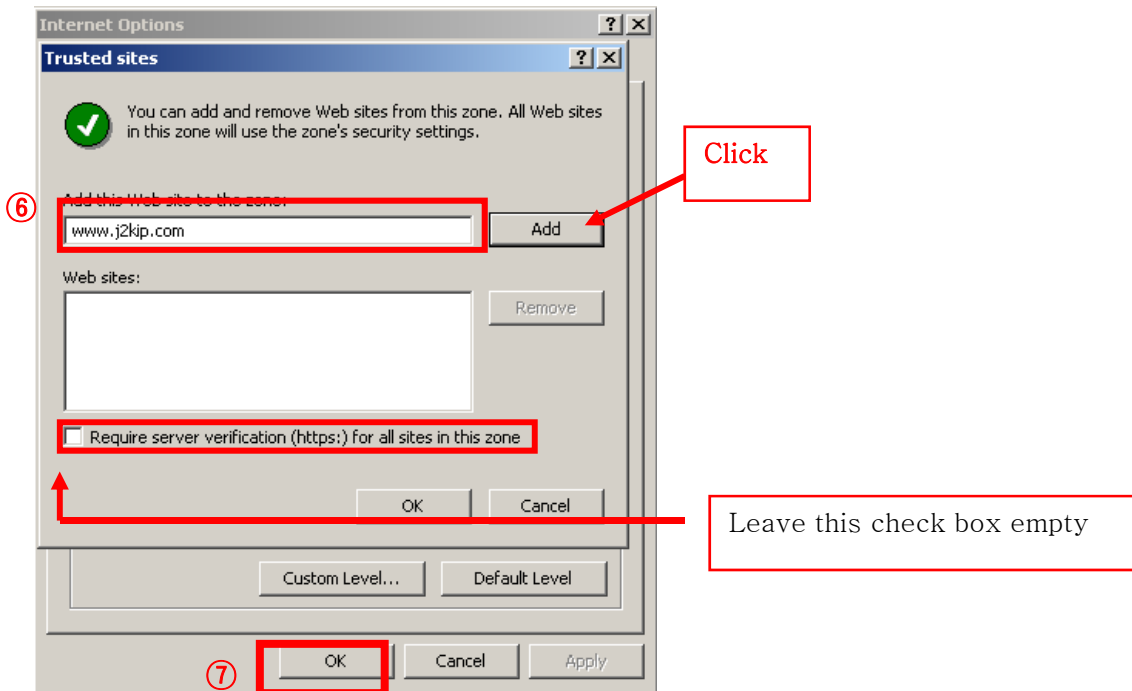 Internet Options
Trusted sites
You can add and remove Web sites from this zone. All Web sites
in this zone will use the zone's security settings.
Click
⑥
Add this Web site to the zone:
www.j2kip.com
Add
Web sites:
Remove
Require server verification (https:) for all sites in this zone
OK
Cancel
Leave this check box empty
Custom Level...
Default Level
⑦
OK
Cancel
Apply